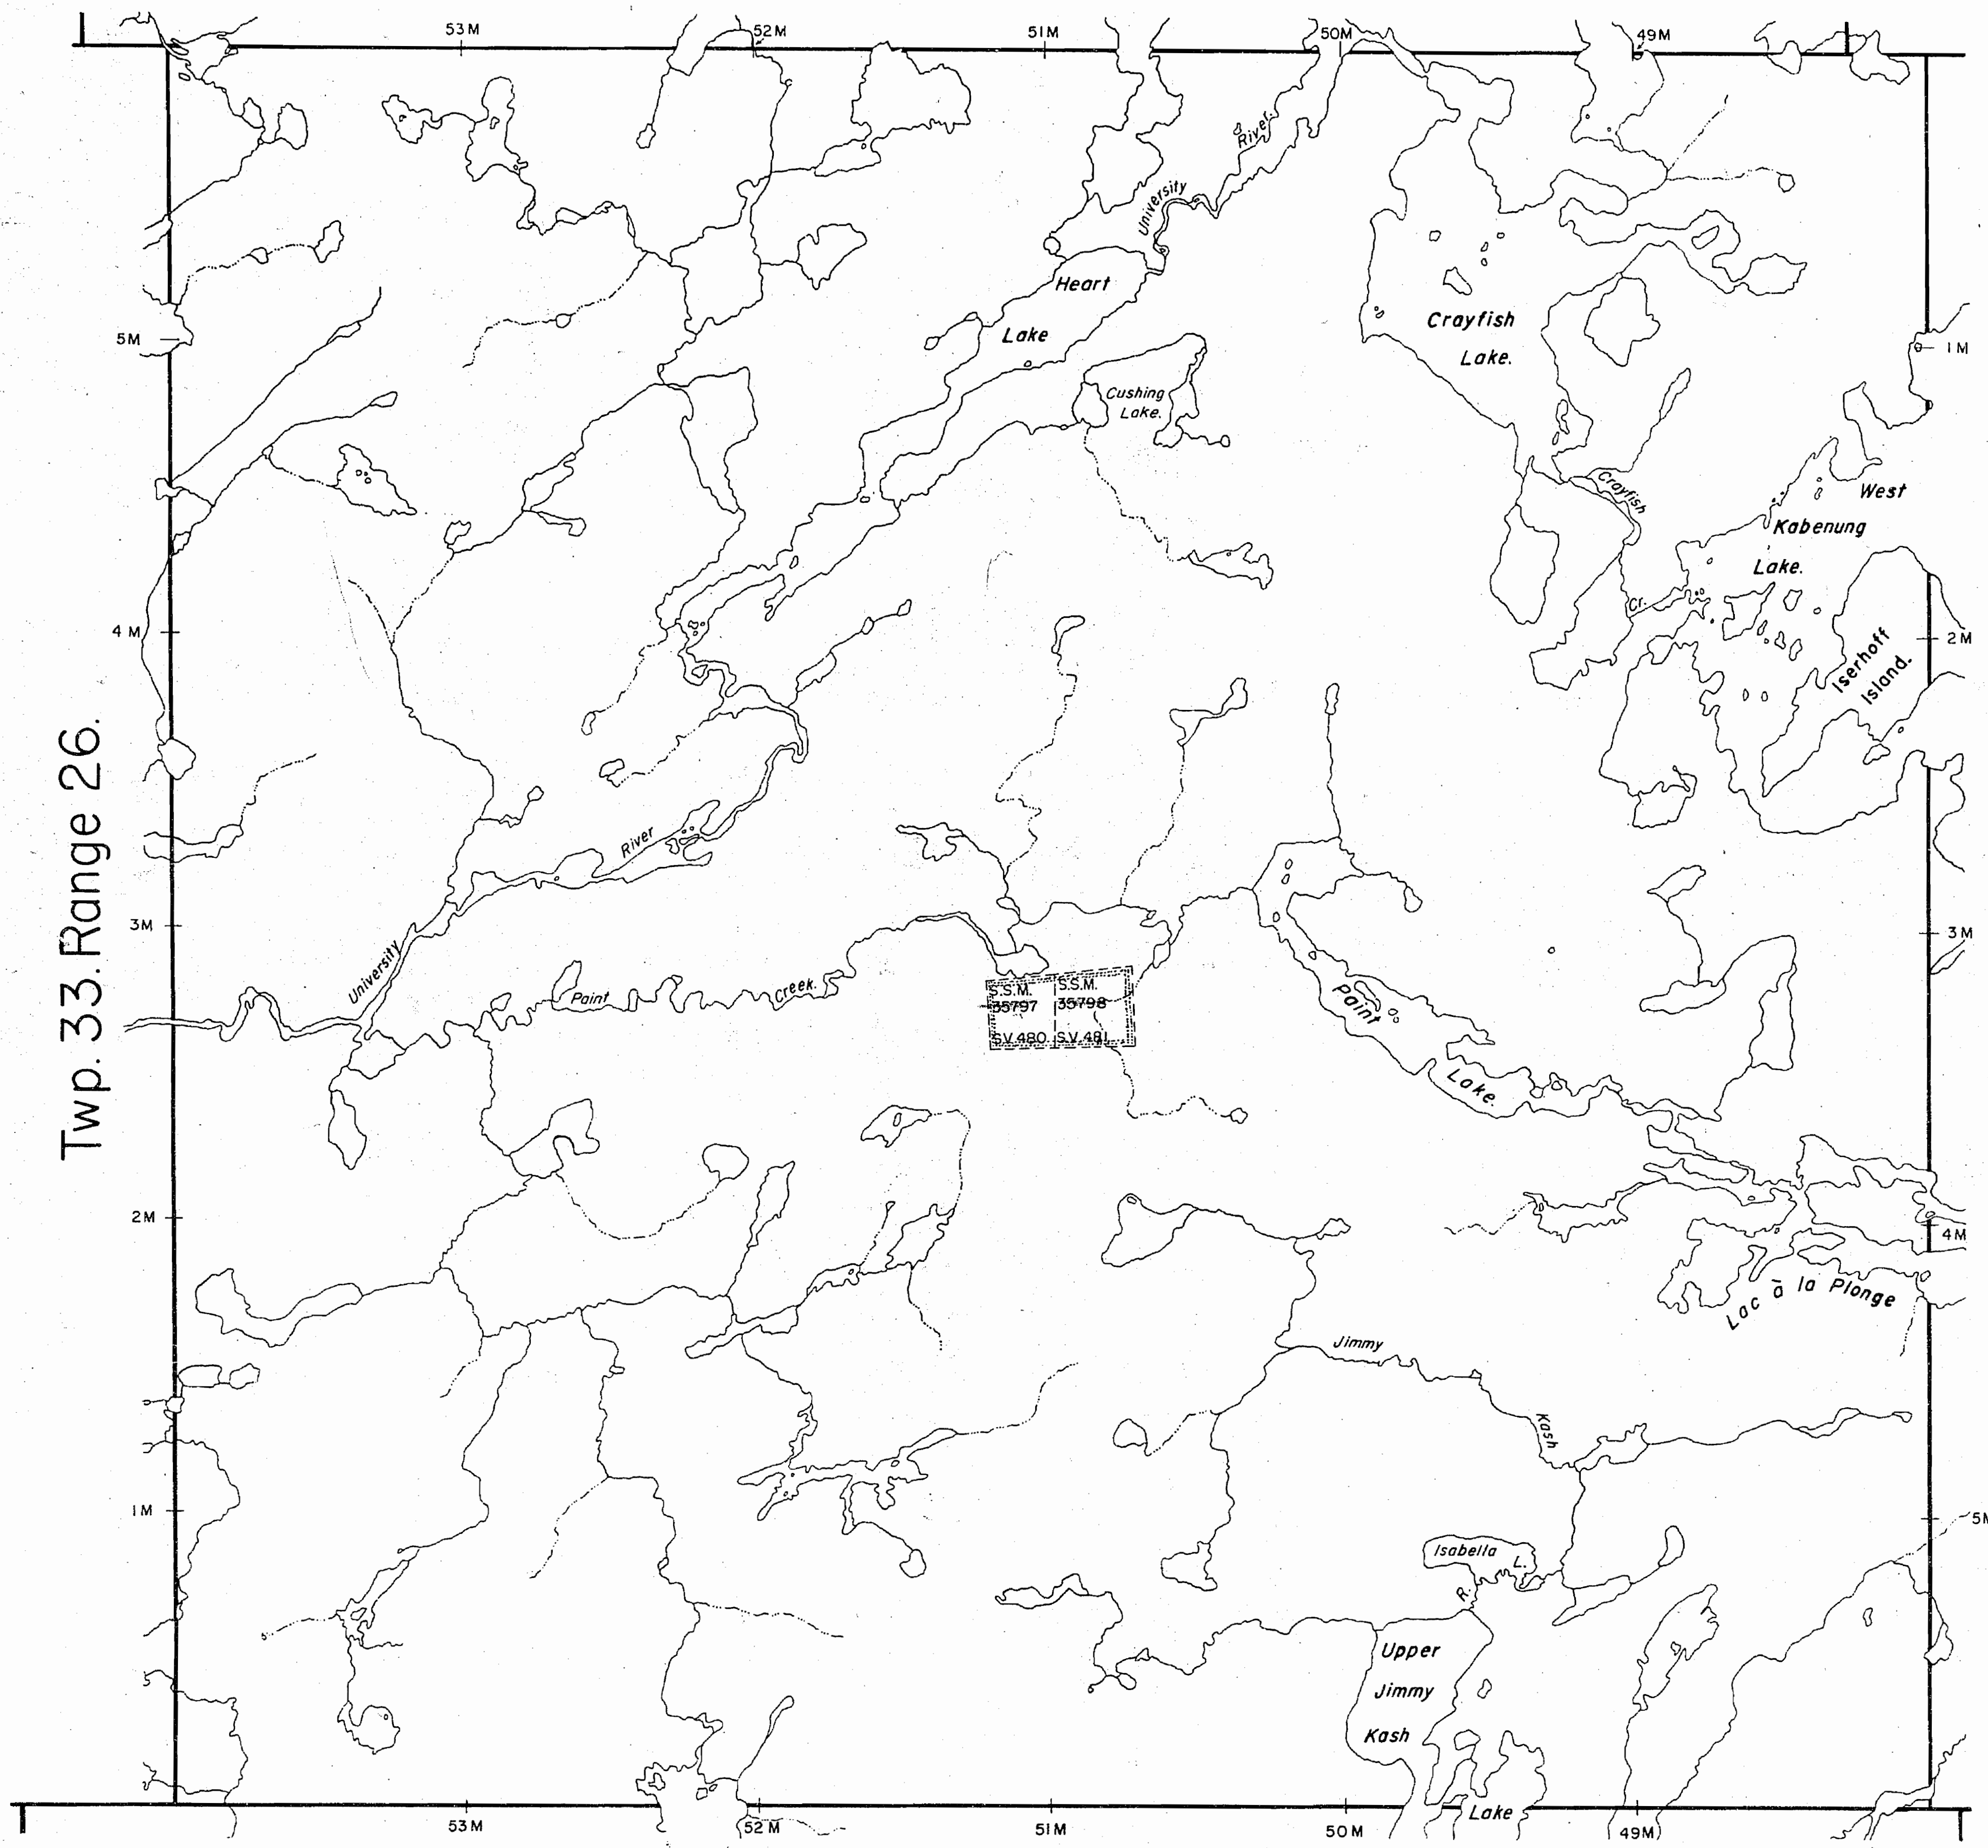 53M
52M
51M
50M
49M
River.
University
Heart
Lake
Crayfish
Lake.
5M
1M
Cushing
Lake.
Crayfish
West
Kabenung
Lake.
Cr.
4M
2M
Iserhoff
Island.
Twp. 33. Range 26.
River
3M
3M
University
Paint
Creek.
S.S.M.
35797
S.V. 480
S.S.M.
35798
S.V. 481
Paint
Lake.
2M
4M
Lac à la Plonge
Jimmy
Kash
1M
5M
Isabella
L.
R.
Upper
Jimmy
Kash
Lake
53M
52M
51M
50M
49M